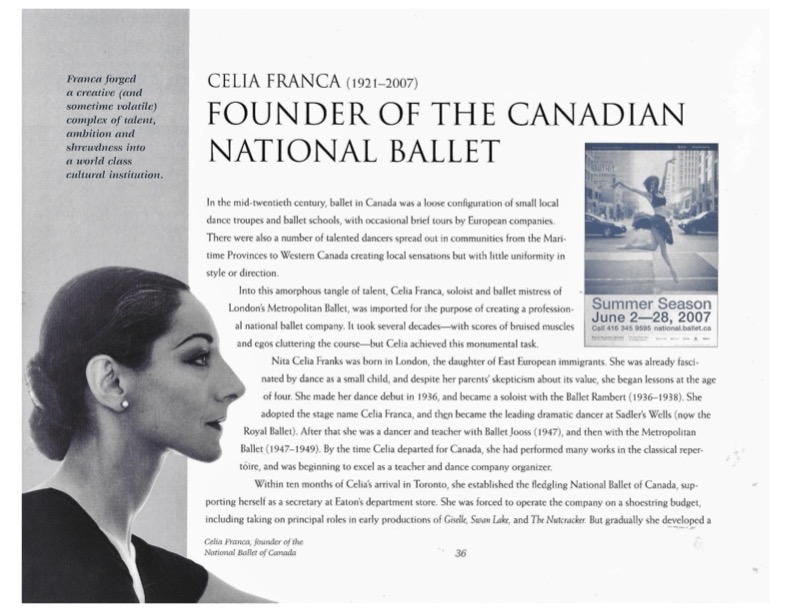 Franca forged
a creative (and
sometime volatile)
complex of talent,
ambition and
shrewdness into
a world class
cultural institution.
CELIA FRANCA (1921–2007)
FOUNDER OF THE CANADIAN
NATIONAL BALLET
In the mid-twentieth century, ballet in Canada was a loose configuration of small local
dance troupes and ballet schools, with occasional brief tours by European companies.
There were also a number of talented dancers spread out in communities from the Mari-
time Provinces to Western Canada creating local sensations but with little uniformity in
style or direction.
Into this amorphous tangle of talent, Celia Franca, soloist and ballet mistress of
London's Metropolitan Ballet, was imported for the purpose of creating a profession-
al national ballet company. It took several decades—with scores of bruised muscles
and egos cluttering the course—but Celia achieved this monumental task.
Summer Season
June 2—28, 2007
Call 416 345 9595 national.ballet.ca
Nita Celia Franks was born in London, the daughter of East European immigrants. She was already fasci-
nated by dance as a small child, and despite her parents' skepticism about its value, she began lessons at the age
of four. She made her dance debut in 1936, and became a soloist with the Ballet Rambert (1936–1938). She
adopted the stage name Celia Franca, and then became the leading dramatic dancer at Sadler's Wells (now the
Royal Ballet). After that she was a dancer and teacher with Ballet Jooss (1947), and then with the Metropolitan
Ballet (1947–1949). By the time Celia departed for Canada, she had performed many works in the classical reper-
toire, and was beginning to excel as a teacher and dance company organizer.
Within ten months of Celia's arrival in Toronto, she established the fledgling National Ballet of Canada, sup-
porting herself as a secretary at Eaton's department store. She was forced to operate the company on a shoestring budget,
including taking on principal roles in early productions of Giselle, Swan Lake, and The Nutcracker. But gradually she developed a
Celia Franca, founder of the
National Ballet of Canada
36